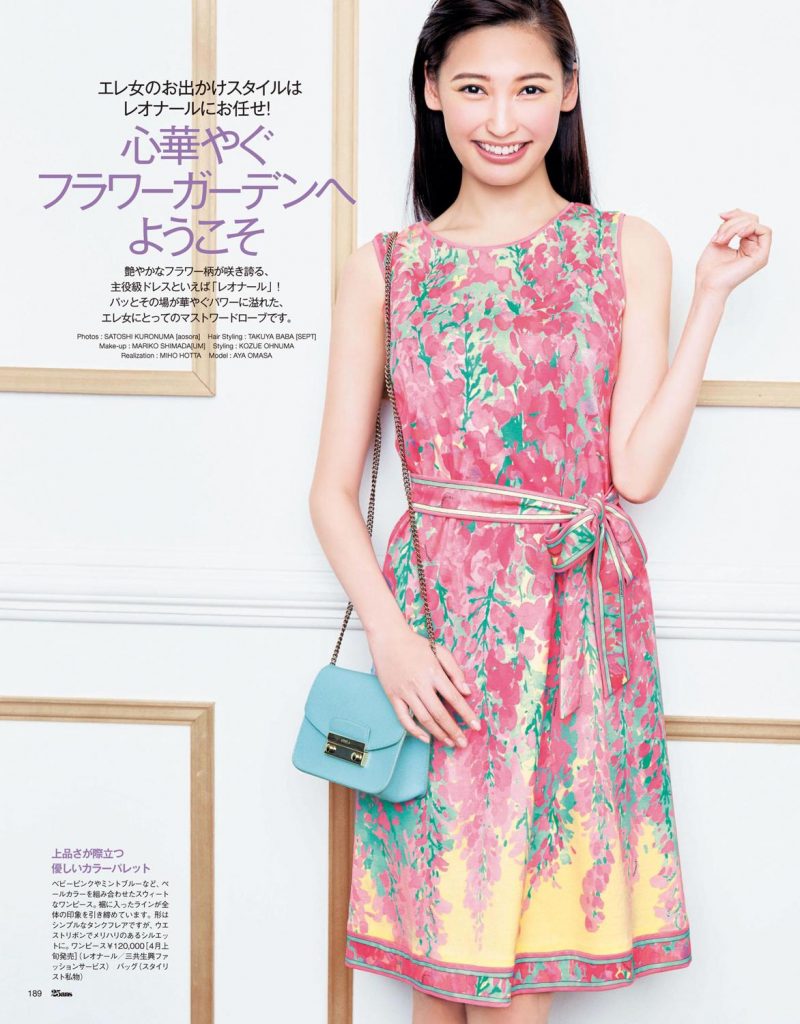 エレ女のお出かけスタイルは
レオナールにお任せ!
心華やぐ
フラワーガーデンへ
ようこそ
艶やかなフラワー柄が咲き誇る、
主役級ドレスといえば「レオナール」!
パッとその場が華やぐパワーに溢れた、
エレ女にとってのマストワードローブです。
Photos : SATOSHI KURONUMA [aosora]　Hair Styling : TAKUYA BABA [SEPT]
Make-up : MARIKO SHIMADA[UM]　Styling : KOZUE OHNUMA
Realization : MIHO HOTTA　Model : AYA OMASA
上品さが際立つ
優しいカラーパレット
ベビーピンクやミントブルーなど、ペ
ールカラーを組み合わせたスウィート
なワンピース。裾に入ったラインが全
体の印象を引き締めています。形は
シンプルなタンクフレアですが、ウエ
ストリボンでメリハリのあるシルエッ
トに。ワンピース¥120,000［4月上
旬発売］（レオナール／三共生興ファ
ッションサービス）　バッグ（スタイリ
スト私物）
189